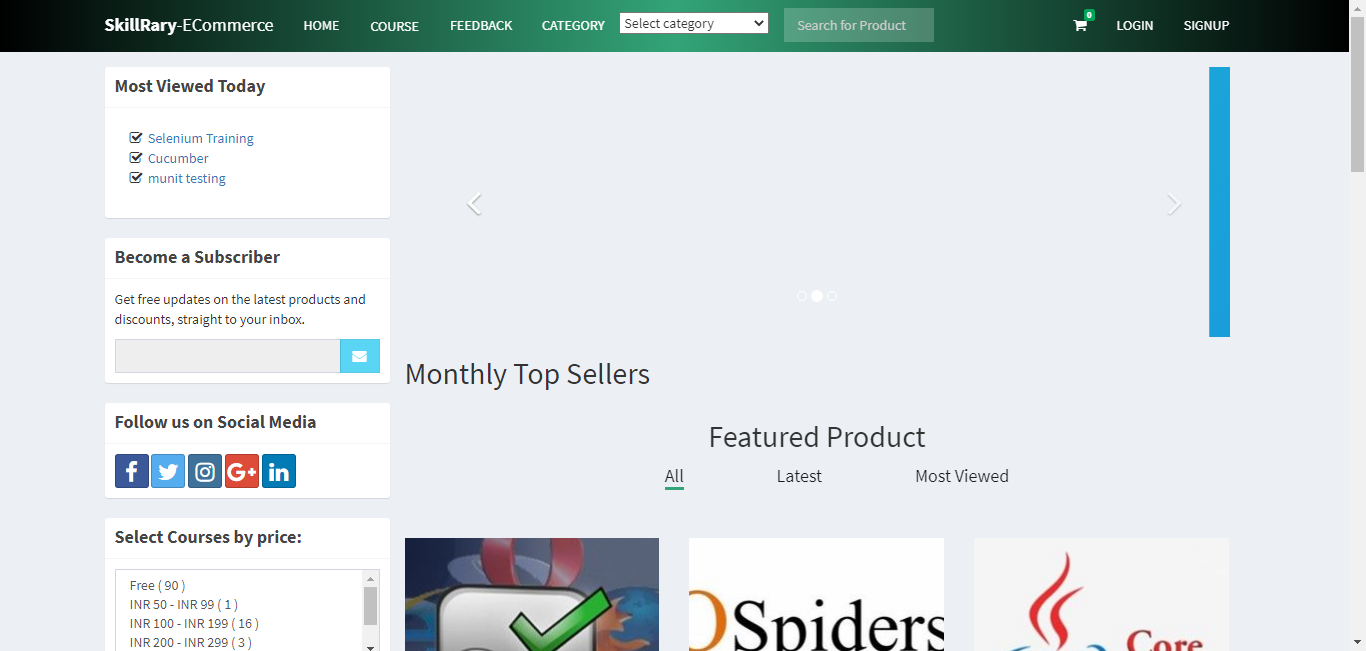 SkillRary-ECommerce HOME COURSE FEEDBACK CATEGORY Select category Search for Product 0 LOGIN SIGNUP
Most Viewed Today
Selenium Training
Cucumber
munit testing
Become a Subscriber
Get free updates on the latest products and
discounts, straight to your inbox.
Follow us on Social Media
Select Courses by price:
Free ( 90 )
INR 50 - INR 99 ( 1 )
INR 100 - INR 199 ( 16 )
INR 200 - INR 299 ( 3 )
Monthly Top Sellers
Featured Product
All Latest Most Viewed
Spiders
Core